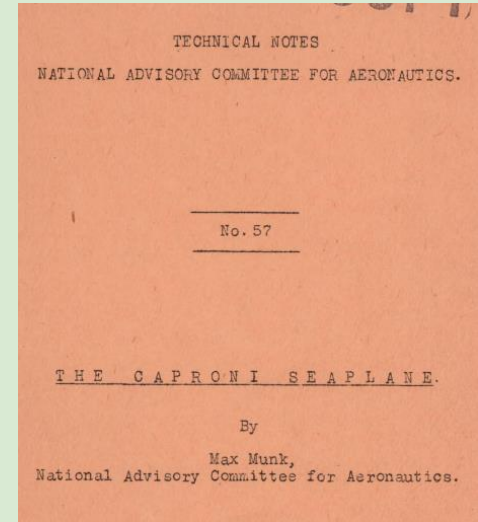 TECHNICAL NOTES
NATIONAL ADVISORY COMMITTEE FOR AERONAUTICS.
No. 57
THE CAPRONI SEAPLANE.
By
Max Munk,
National Advisory Committee for Aeronautics.